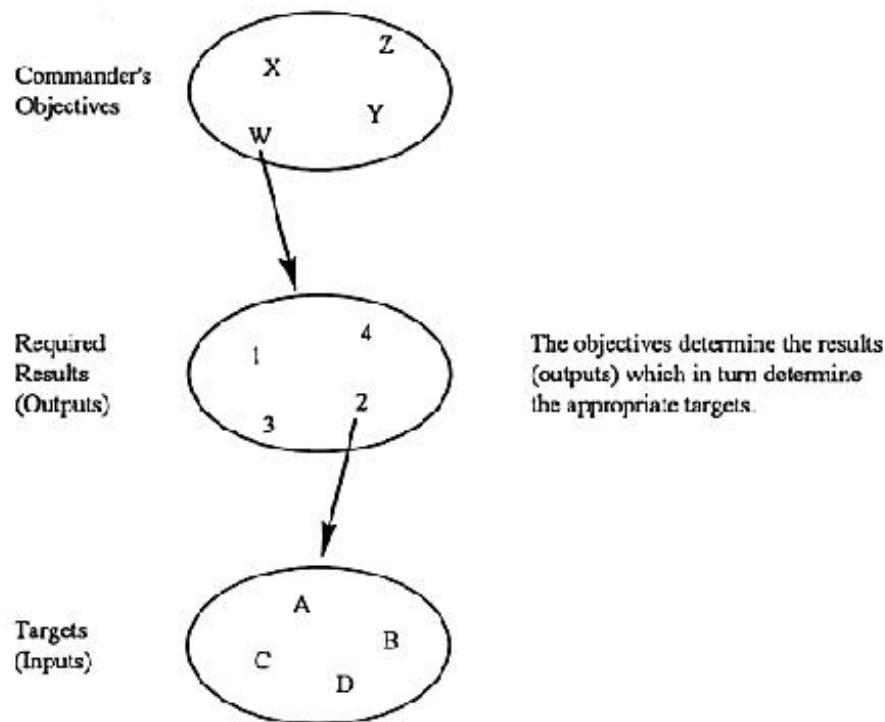 Z
X
Commander's
Objectives
Y
W
4
Required
1
The objectives determine the results
Results
(outputs) which in turn determine
(Outputs)
2
the appropriate targets.
3
A
Targets
B
(Inputs)
C
D